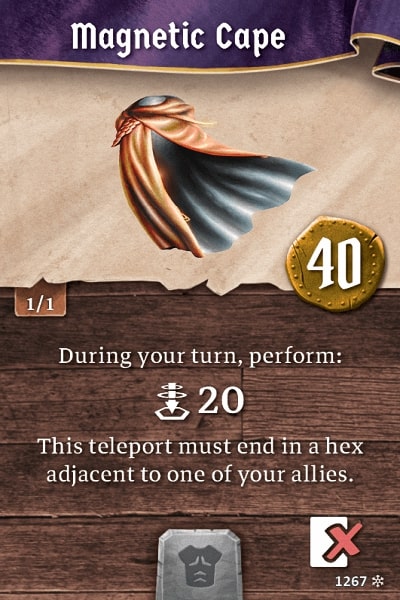 Magnetic Cape
40
1/1
During your turn, perform:
20
This teleport must end in a hex
adjacent to one of your allies.
1267